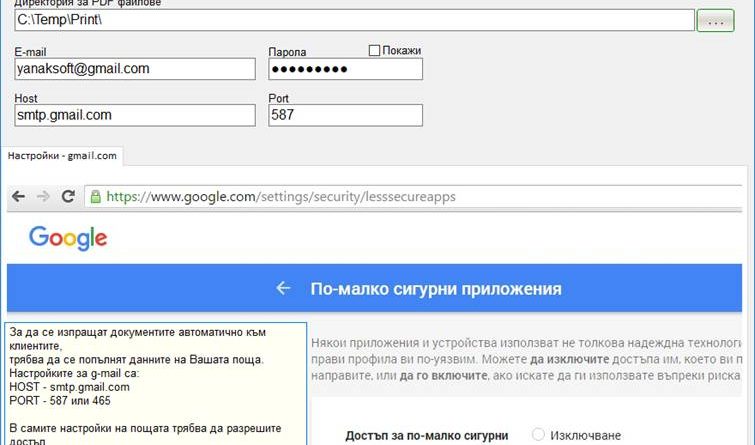 Директория за PDF файлове
C:\Temp\Print\
...
E-mail
Парола
Покажи
yanaksoft@gmail.com
●●●●●●●●●
Host
Port
smtp.gmail.com
587
Настройки - gmail.com
https://www.google.com/settings/security/lesssecureapps
Google
По-малко сигурни приложения
За да се изпращат документите автоматично към
клиентите,
трябва да се попълнят данните на Вашата поща.
Настройките за g-mail са:
HOST - smtp.gmail.com
PORT - 587 или 465
В самите настройки на пощата трябва да разрешите
достъп
Някои приложения и устройства използват не толкова надеждна технологи
прави профила ви по-уязвим. Можете да изключите достъпа им, което ви п
направите, или да го включите, ако искате да ги използвате въпреки риска
Достъп за по-малко сигурни
Изключване